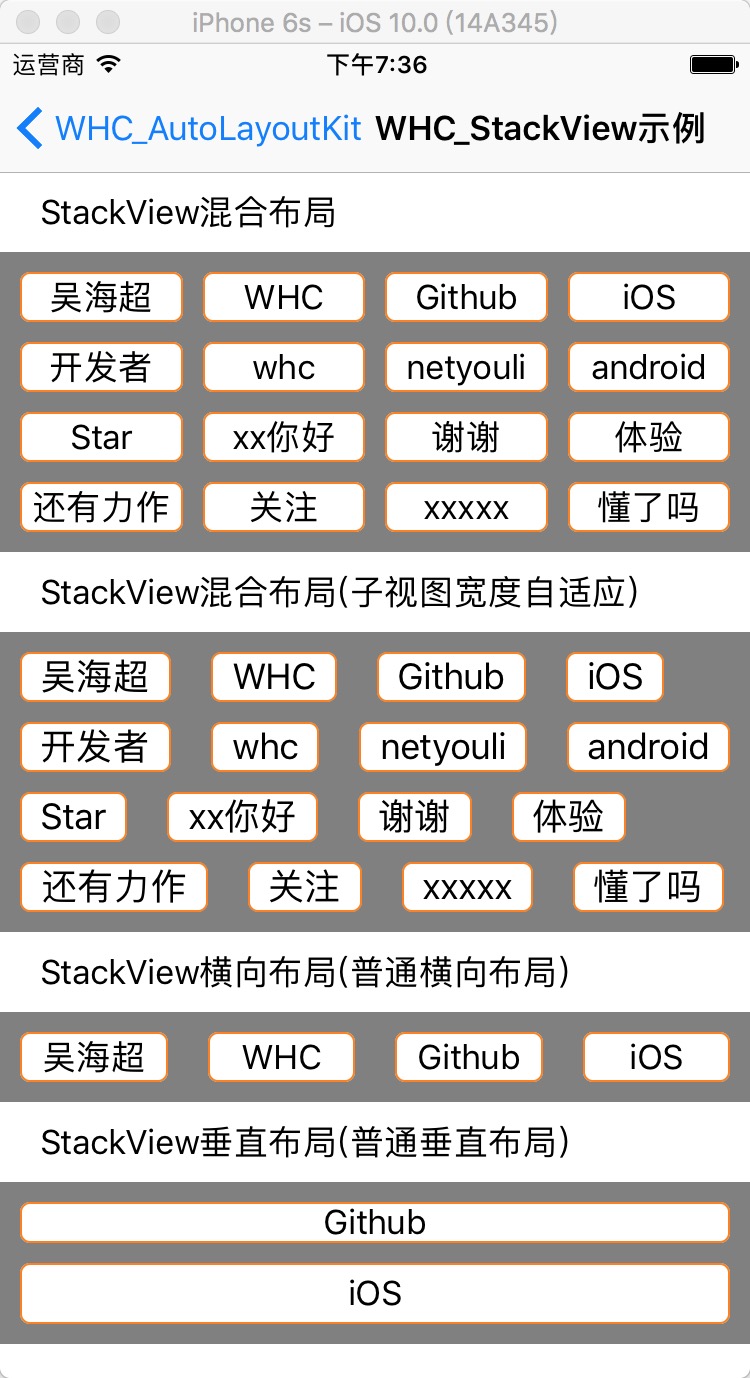 iPhone 6s – iOS 10.0 (14A345)
运营商 下午7:36
WHC_AutoLayoutKit WHC_StackView示例
StackView混合布局
吴海超 WHC Github iOS
开发者 whc netyouli android
Star xx你好 谢谢 体验
还有力作 关注 xxxxx 懂了吗
StackView混合布局(子视图宽度自适应)
吴海超 WHC Github iOS
开发者 whc netyouli android
Star xx你好 谢谢 体验
还有力作 关注 xxxxx 懂了吗
StackView横向布局(普通横向布局)
吴海超 WHC Github iOS
StackView垂直布局(普通垂直布局)
Github
iOS